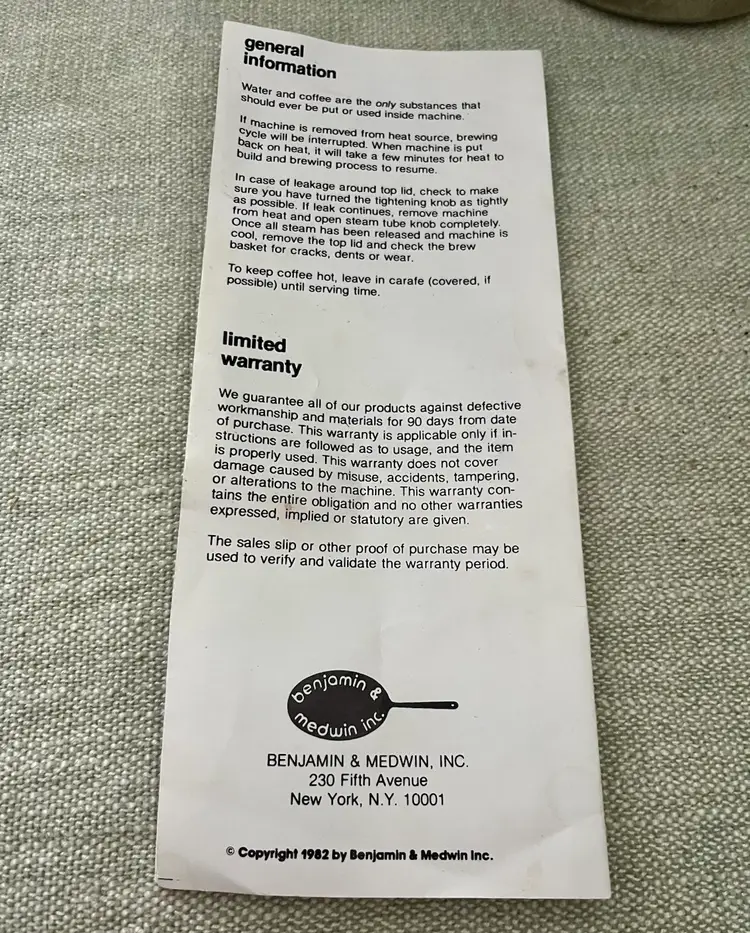 general
information
Water and coffee are the only substances that
should ever be put or used inside machine.
If machine is removed from heat source, brewing
cycle will be interrupted. When machine is put
back on heat, it will take a few minutes for heat to
build and brewing process to resume.
In case of leakage around top lid, check to make
sure you have turned the tightening knob as tightly
as possible. If leak continues, remove machine
from heat and open steam tube knob completely.
Once all steam has been released and machine is
cool, remove the top lid and check the brew
basket for cracks, dents or wear.
To keep coffee hot, leave in carafe (covered, if
possible) until serving time.
limited
warranty
We guarantee all of our products against defective
workmanship and materials for 90 days from date
of purchase. This warranty is applicable only if in-
structions are followed as to usage, and the item
is properly used. This warranty does not cover
damage caused by misuse, accidents, tampering,
or alterations to the machine. This warranty con-
tains the entire obligation and no other warranties
expressed, implied or statutory are given.
The sales slip or other proof of purchase may be
used to verify and validate the warranty period.
benjamin &
medwin inc.
BENJAMIN & MEDWIN, INC.
230 Fifth Avenue
New York, N.Y. 10001
© Copyright 1982 by Benjamin & Medwin Inc.